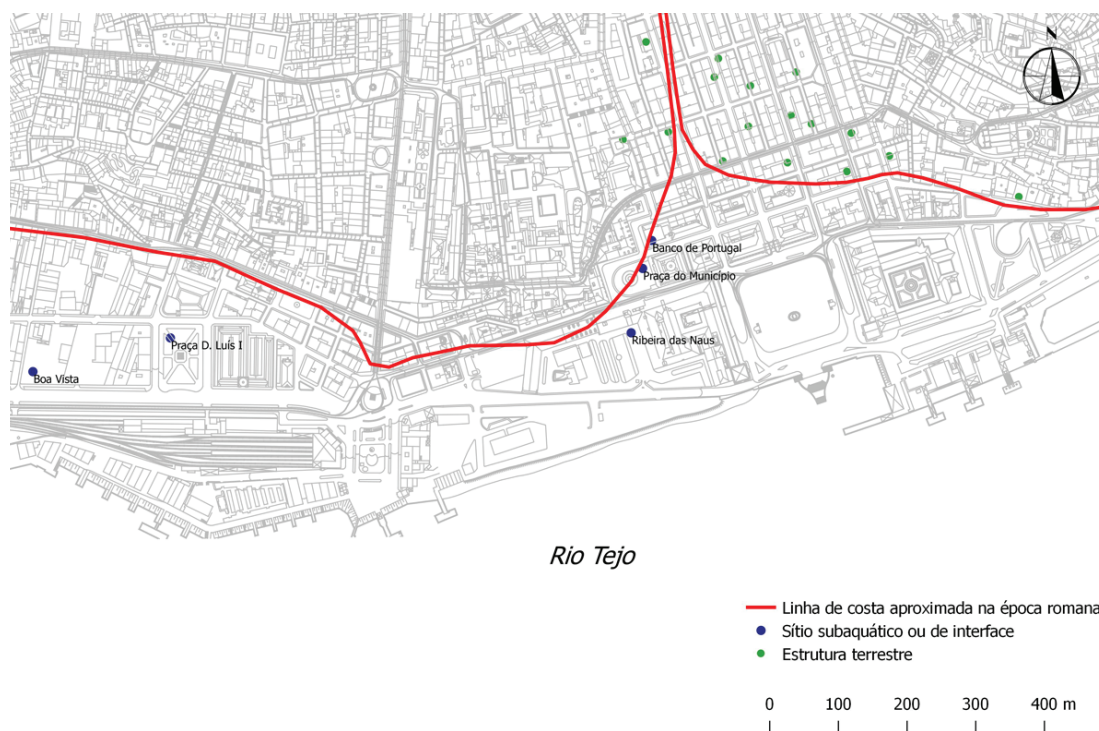 N
Banco de Portugal
Praça do Município
Ribeira das Naus
Praça D. Luís I
Boa Vista
Rio Tejo
Linha de costa aproximada na época romana
Sítio subaquático ou de interface
Estrutura terrestre
0 100 200 300 400 m